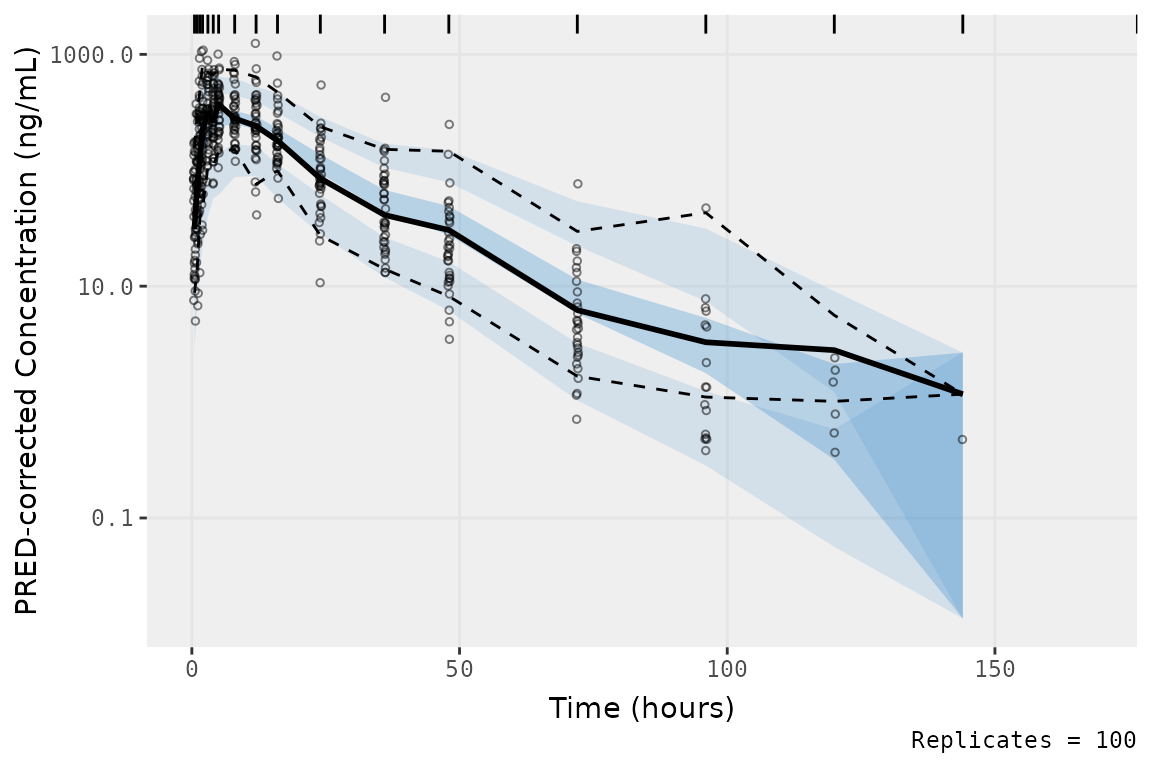 PRED-corrected Concentration (ng/mL)
1000.0
10.0
0.1
0 50 100 150
Time (hours)
Replicates = 100